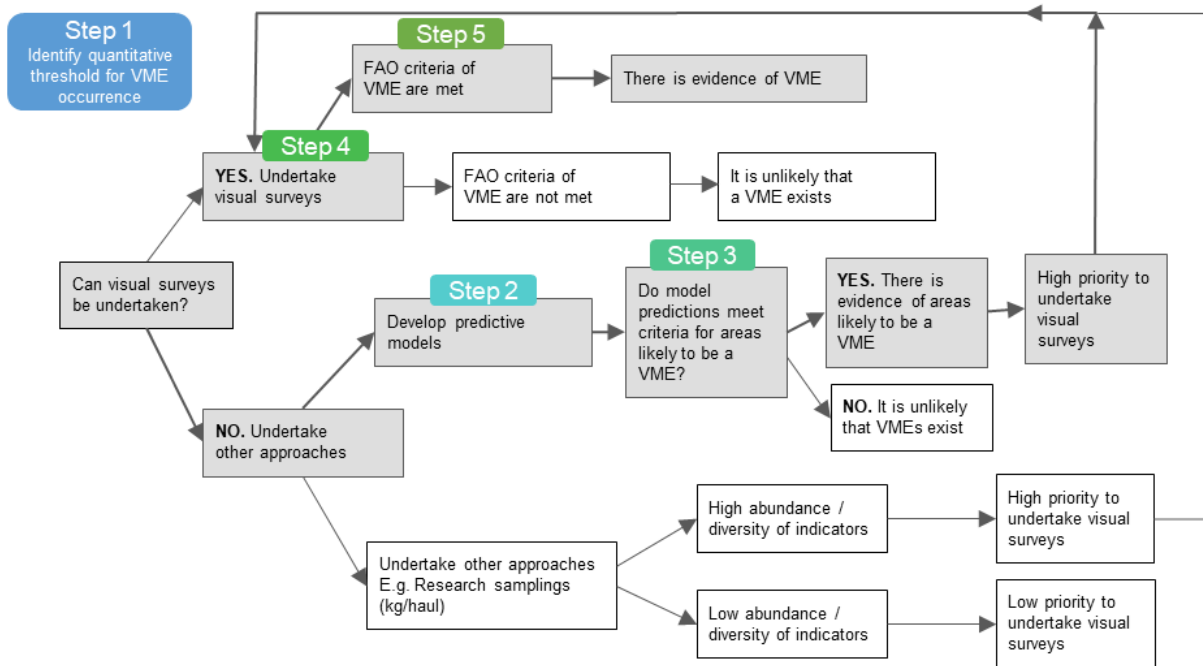 Step 1
Identify quantitative
threshold for VME
occurrence
Step 5
FAO criteria of
VME are met
There is evidence of VME
Step 4
YES. Undertake
visual surveys
FAO criteria of
VME are not met
It is unlikely that
a VME exists
Can visual surveys
be undertaken?
Step 2
Develop predictive
models
Step 3
Do model
predictions meet
criteria for areas
likely to be a
VME?
YES. There is
evidence of areas
likely to be a
VME
High priority to
undertake
visual
surveys
NO. It is unlikely
that VMEs exist
NO. Undertake
other approaches
Undertake other approaches
E.g. Research samplings
(kg/haul)
High abundance /
diversity of indicators
High priority to
undertake visual
surveys
Low abundance /
diversity of indicators
Low priority to
undertake visual
surveys